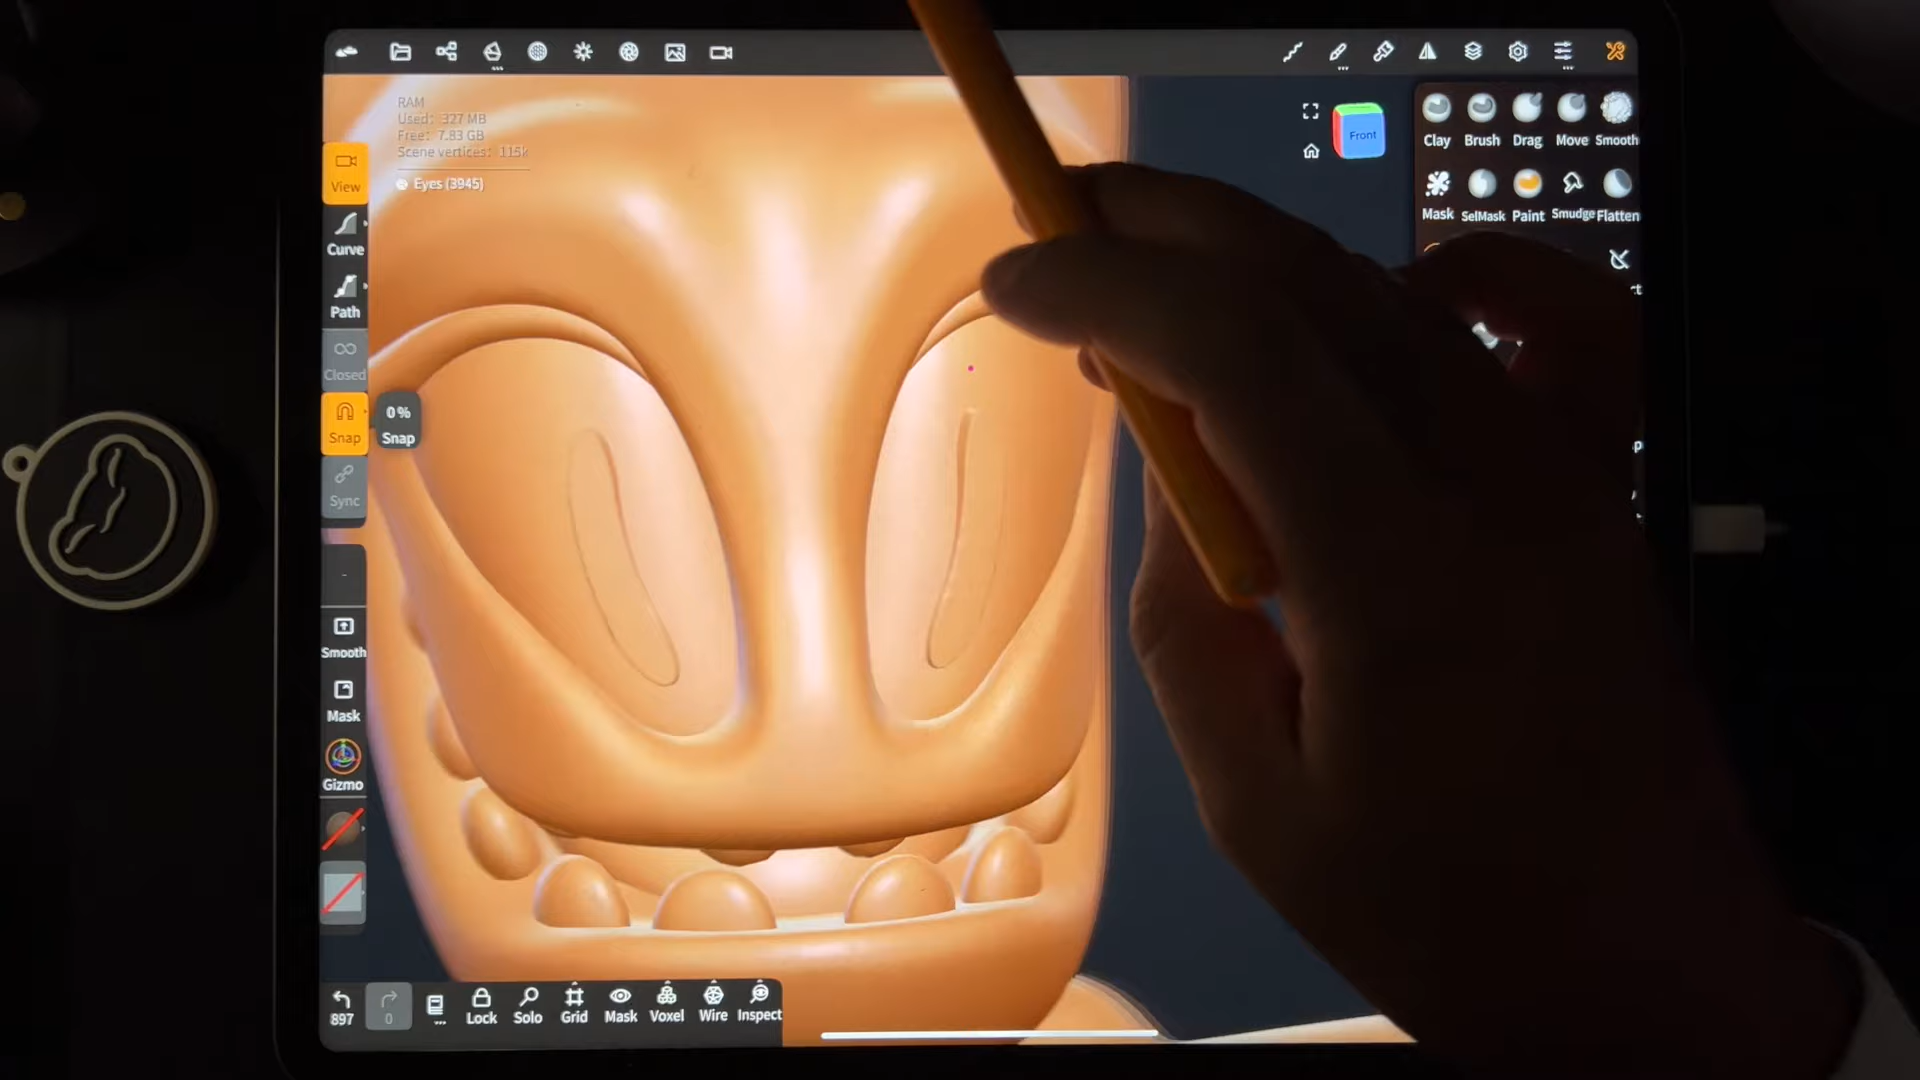 RAM
Used: 327 MB
Free: 7.83 GB
Scene vertices: 115k
Eyes (3945)
Front
Clay Brush Drag Move Smooth
Mask SelMask Paint Smudge Flatten
View
Curve
Path
Closed
0% Snap
Snap
Sync
Smooth
Mask
Gizmo
897 0 Lock Solo Grid Mask Voxel Wire Inspect